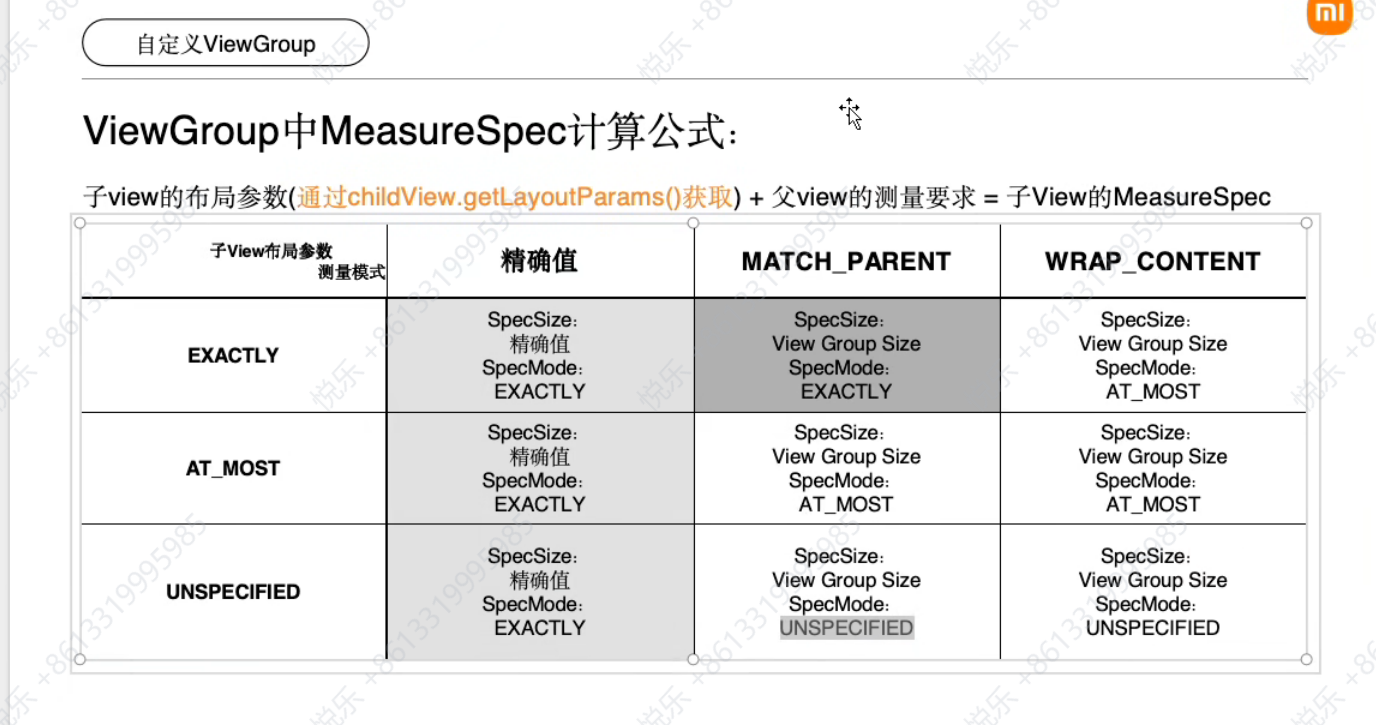 自定义ViewGroup
mi
ViewGroup中MeasureSpec计算公式：
子view的布局参数(通过childView.getLayoutParams()获取) + 父view的测量要求 = 子View的MeasureSpec
子View布局参数
测量模式
精确值
MATCH_PARENT
WRAP_CONTENT
EXACTLY
SpecSize：
精确值
SpecMode：
EXACTLY
SpecSize：
View Group Size
SpecMode：
EXACTLY
SpecSize：
View Group Size
SpecMode：
AT_MOST
AT_MOST
SpecSize：
精确值
SpecMode：
EXACTLY
SpecSize：
View Group Size
SpecMode：
AT_MOST
SpecSize：
View Group Size
SpecMode：
AT_MOST
UNSPECIFIED
SpecSize：
精确值
SpecMode：
EXACTLY
SpecSize：
View Group Size
SpecMode：
UNSPECIFIED
SpecSize：
View Group Size
SpecMode：
UNSPECIFIED
悦乐 +8613319995985